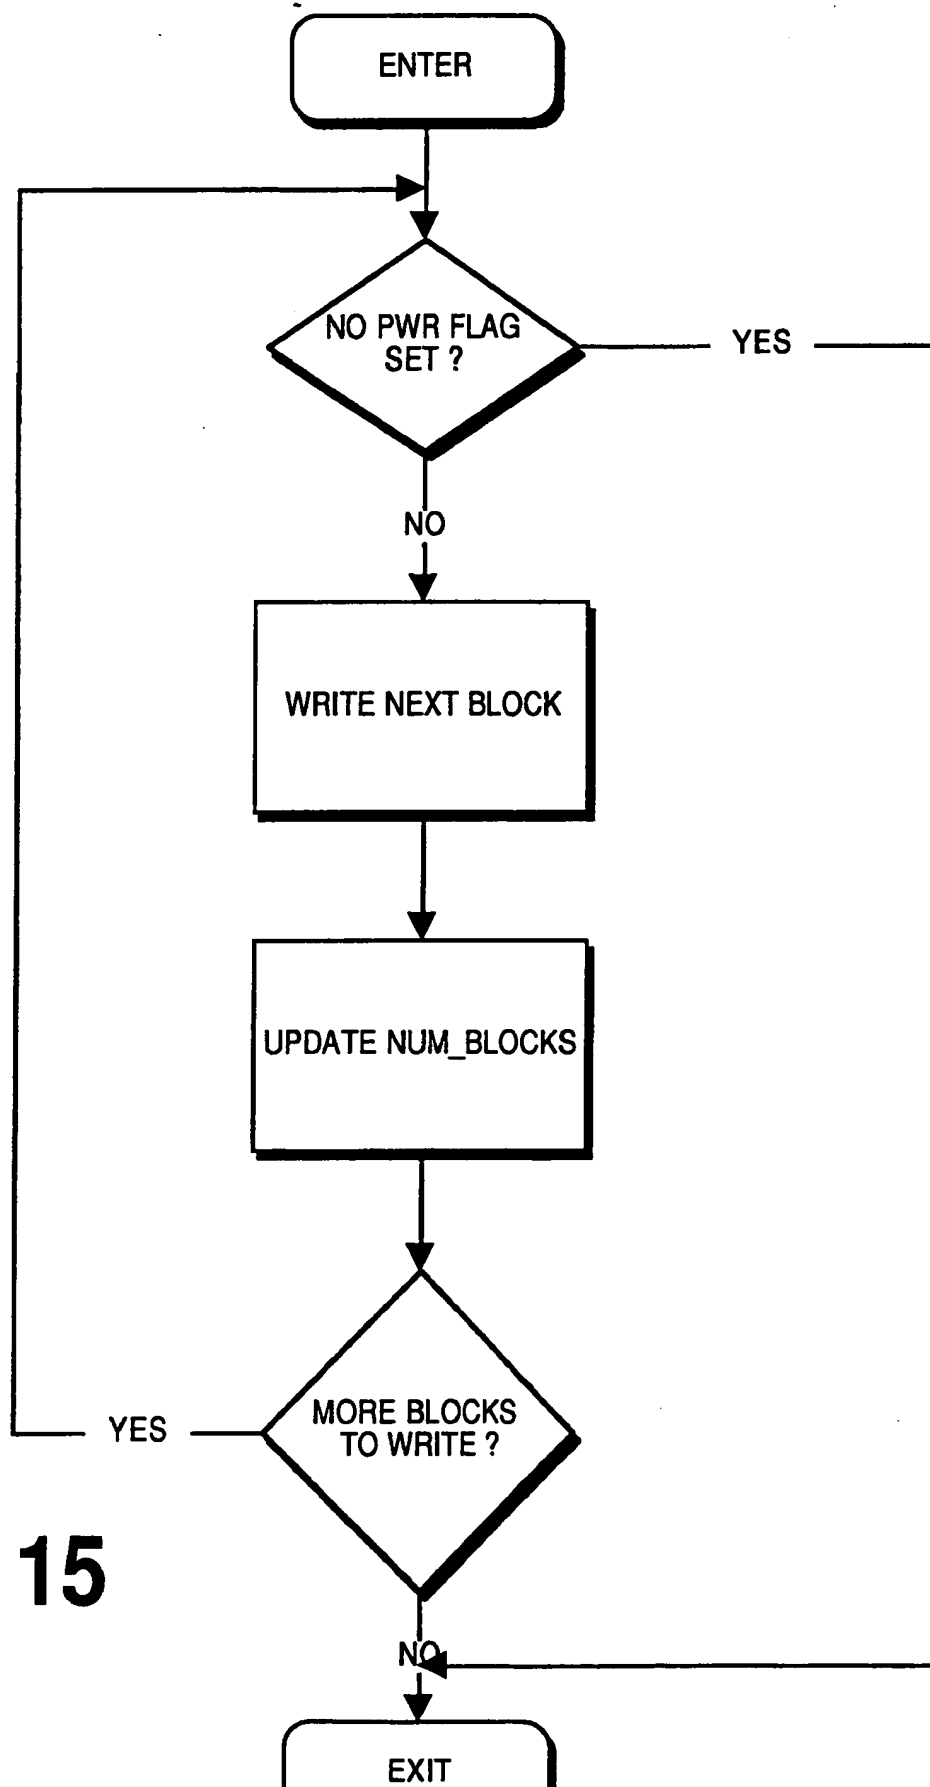 ENTER
NO PWR FLAG
SET ?
YES
NO
WRITE NEXT BLOCK
UPDATE NUM_BLOCKS
MORE BLOCKS
TO WRITE ?
YES
15
NO
EXIT